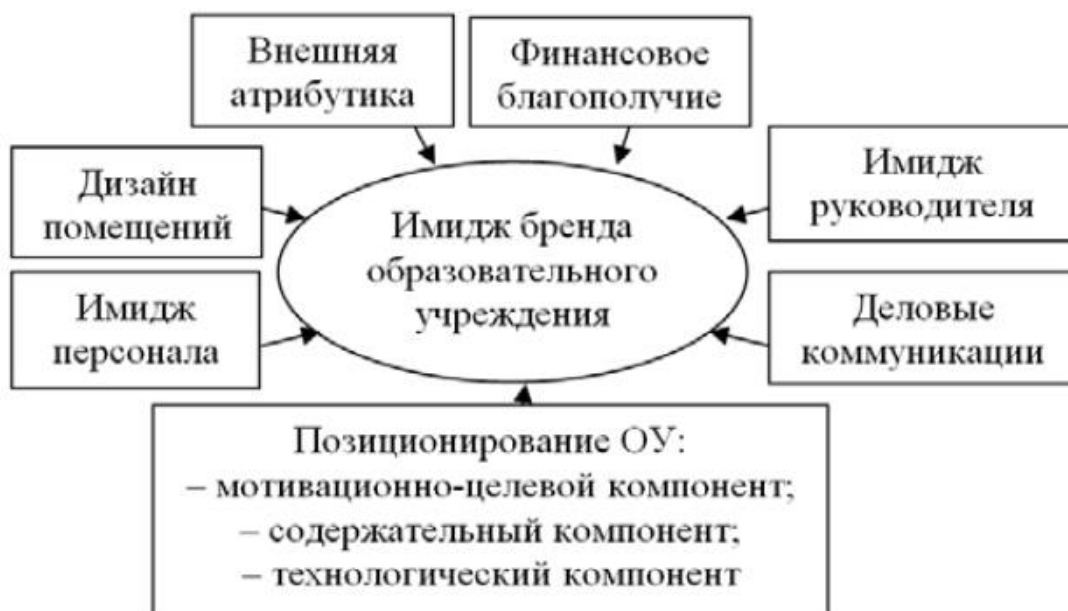 Внешняя
атрибутика
Финансовое
благополучие
Дизайн
помещений
Имидж
руководителя
Имидж бренда
образовательного
учреждения
Имидж
персонала
Деловые
коммуникации
Позиционирование ОУ:
– мотивационно-целевой компонент;
– содержательный компонент;
– технологический компонент